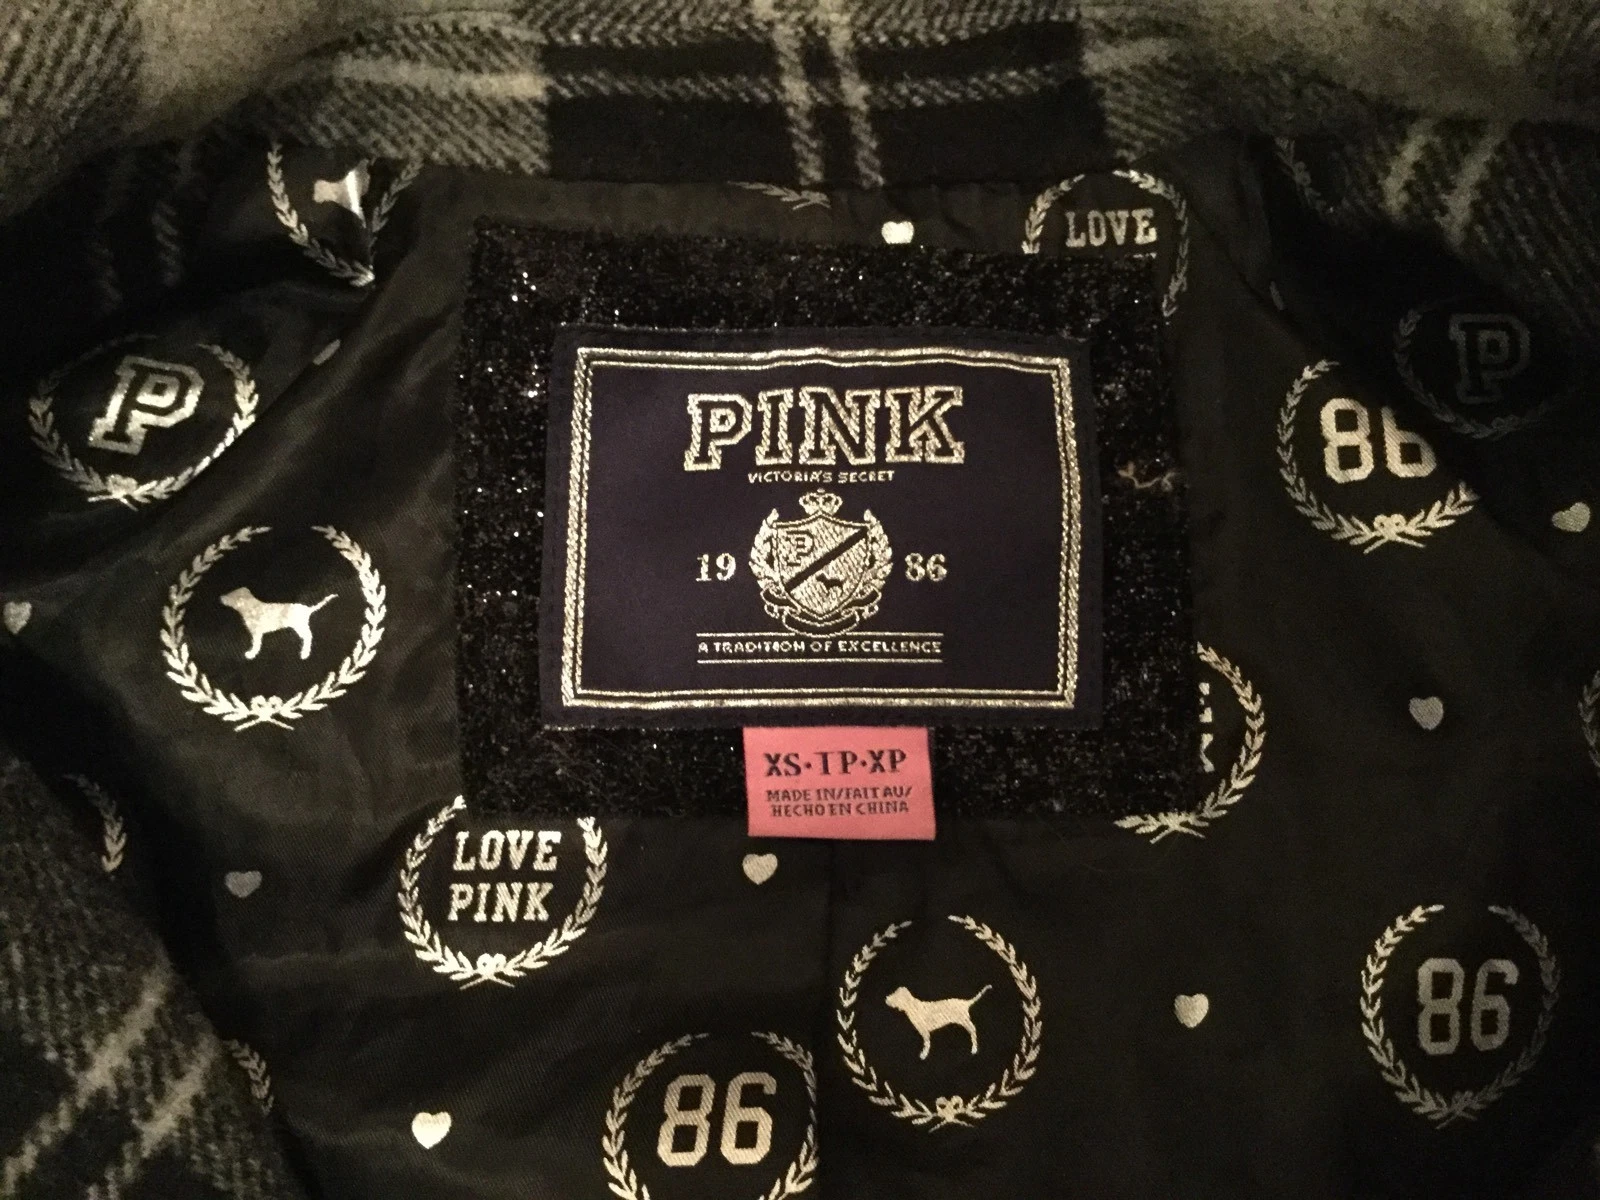 LOVE
P
P
86
PINK
VICTORIA'S SECRET
P
19 86
A TRADITION OF EXCELLENCE
XS·TP·XP
MADE IN/FAIT AU/
HECHO EN CHINA
LOVE
PINK
86
86